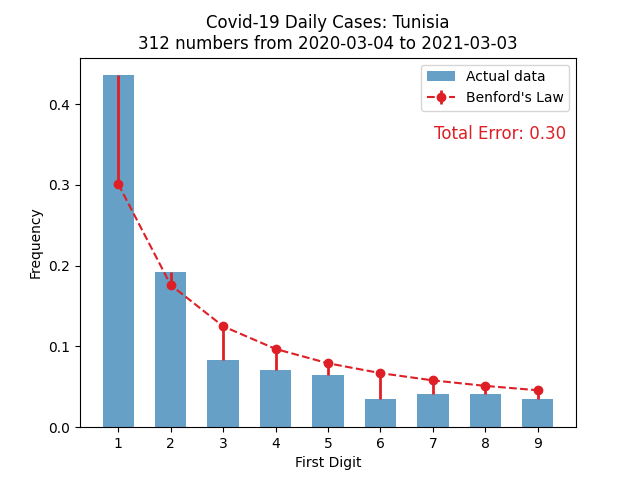 Covid-19 Daily Cases: Tunisia
312 numbers from 2020-03-04 to 2021-03-03
Actual data
Benford's Law
Total Error: 0.30
Frequency
0.4
0.3
0.2
0.1
0.0
1 2 3 4 5 6 7 8 9
First Digit